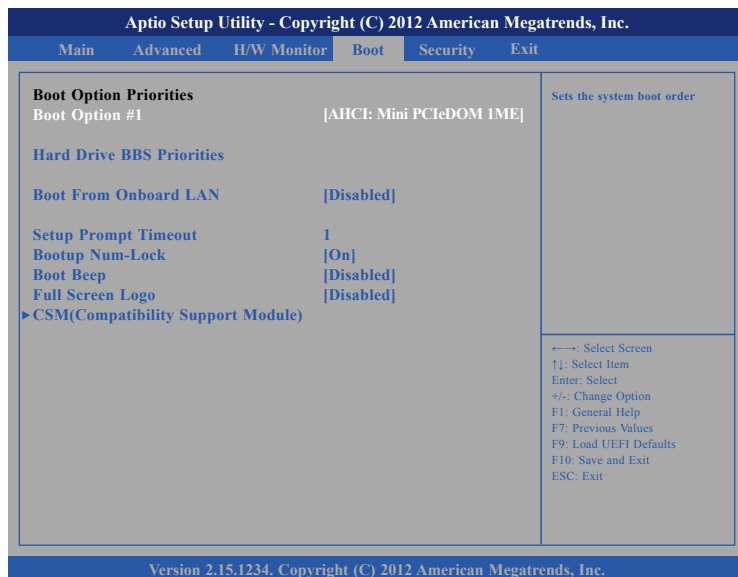 Aptio Setup Utility - Copyright (C) 2012 American Megatrends, Inc.
Main Advanced H/W Monitor Boot Security Exit
Boot Option Priorities
Boot Option #1 [AHCI: Mini PCIeDOM 1ME]
Hard Drive BBS Priorities
Boot From Onboard LAN [Disabled]
Setup Prompt Timeout 1
Bootup Num-Lock [On]
Boot Beep [Disabled]
Full Screen Logo [Disabled]
▶CSM(Compatibility Support Module)
Sets the system boot order
←→: Select Screen
↑↓: Select Item
Enter: Select
+/-: Change Option
F1: General Help
F7: Previous Values
F9: Load UEFI Defaults
F10: Save and Exit
ESC: Exit
Version 2.15.1234. Copyright (C) 2012 American Megatrends, Inc.